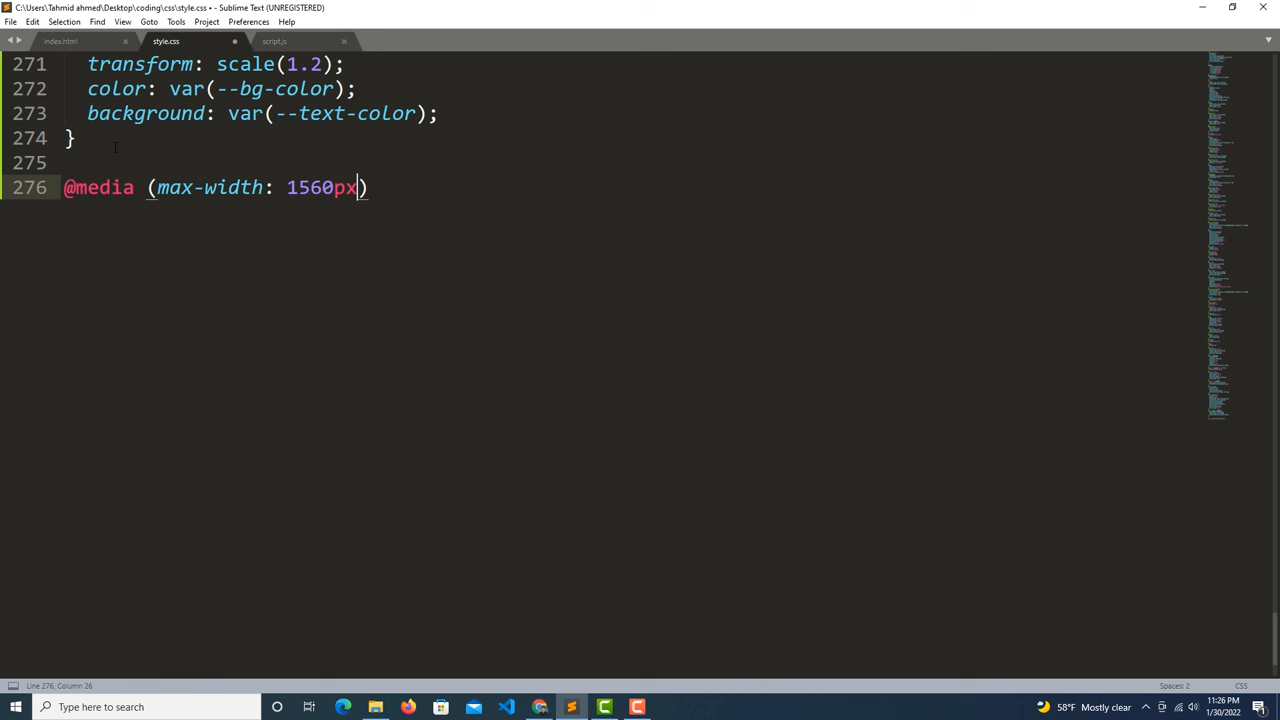 C:\Users\Tahmid ahmed\Desktop\coding\css\style.css • - Sublime Text (UNREGISTERED)
File Edit Selection Find View Goto Tools Project Preferences Help
index.html style.css script.js
271 transform: scale(1.2);
272 color: var(--bg-color);
273 background: var(--text-color);
274 }
275
276 @media (max-width: 1560px)
Line 276, Column 26 Spaces: 2 CSS
Type here to search 58°F Mostly clear 11:26 PM
1/30/2022